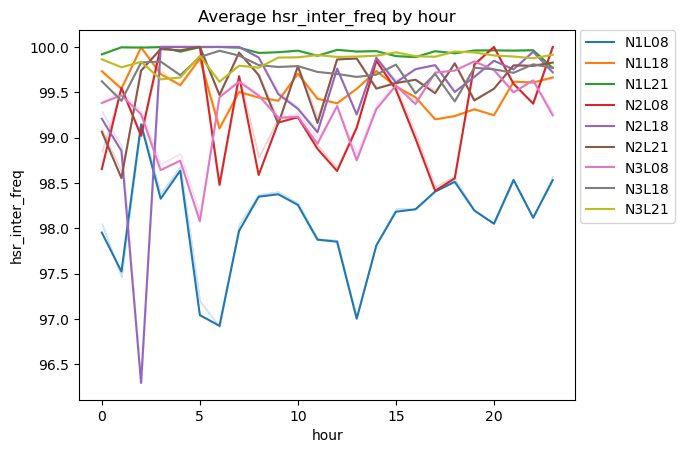 Average hsr_inter_freq by hour
100.0
99.5
99.0
98.5
98.0
97.5
97.0
96.5
hsr_inter_freq
0
5
10
15
20
hour
N1L08
N1L18
N1L21
N2L08
N2L18
N2L21
N3L08
N3L18
N3L21